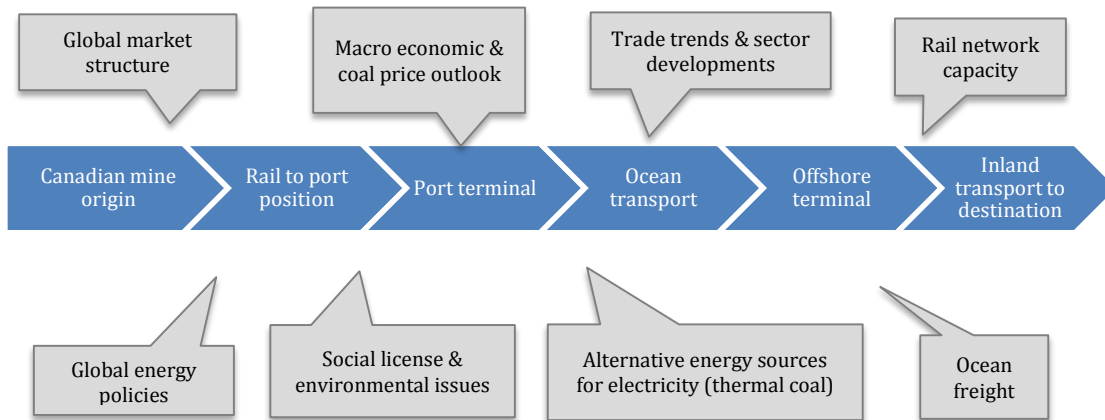 Global market
structure
Macro economic &
coal price outlook
Trade trends & sector
developments
Rail network
capacity
Canadian mine
origin
Rail to port
position
Port terminal
Ocean
transport
Offshore
terminal
Inland
transport to
destination
Global energy
policies
Social license &
environmental issues
Alternative energy sources
for electricity (thermal coal)
Ocean
freight